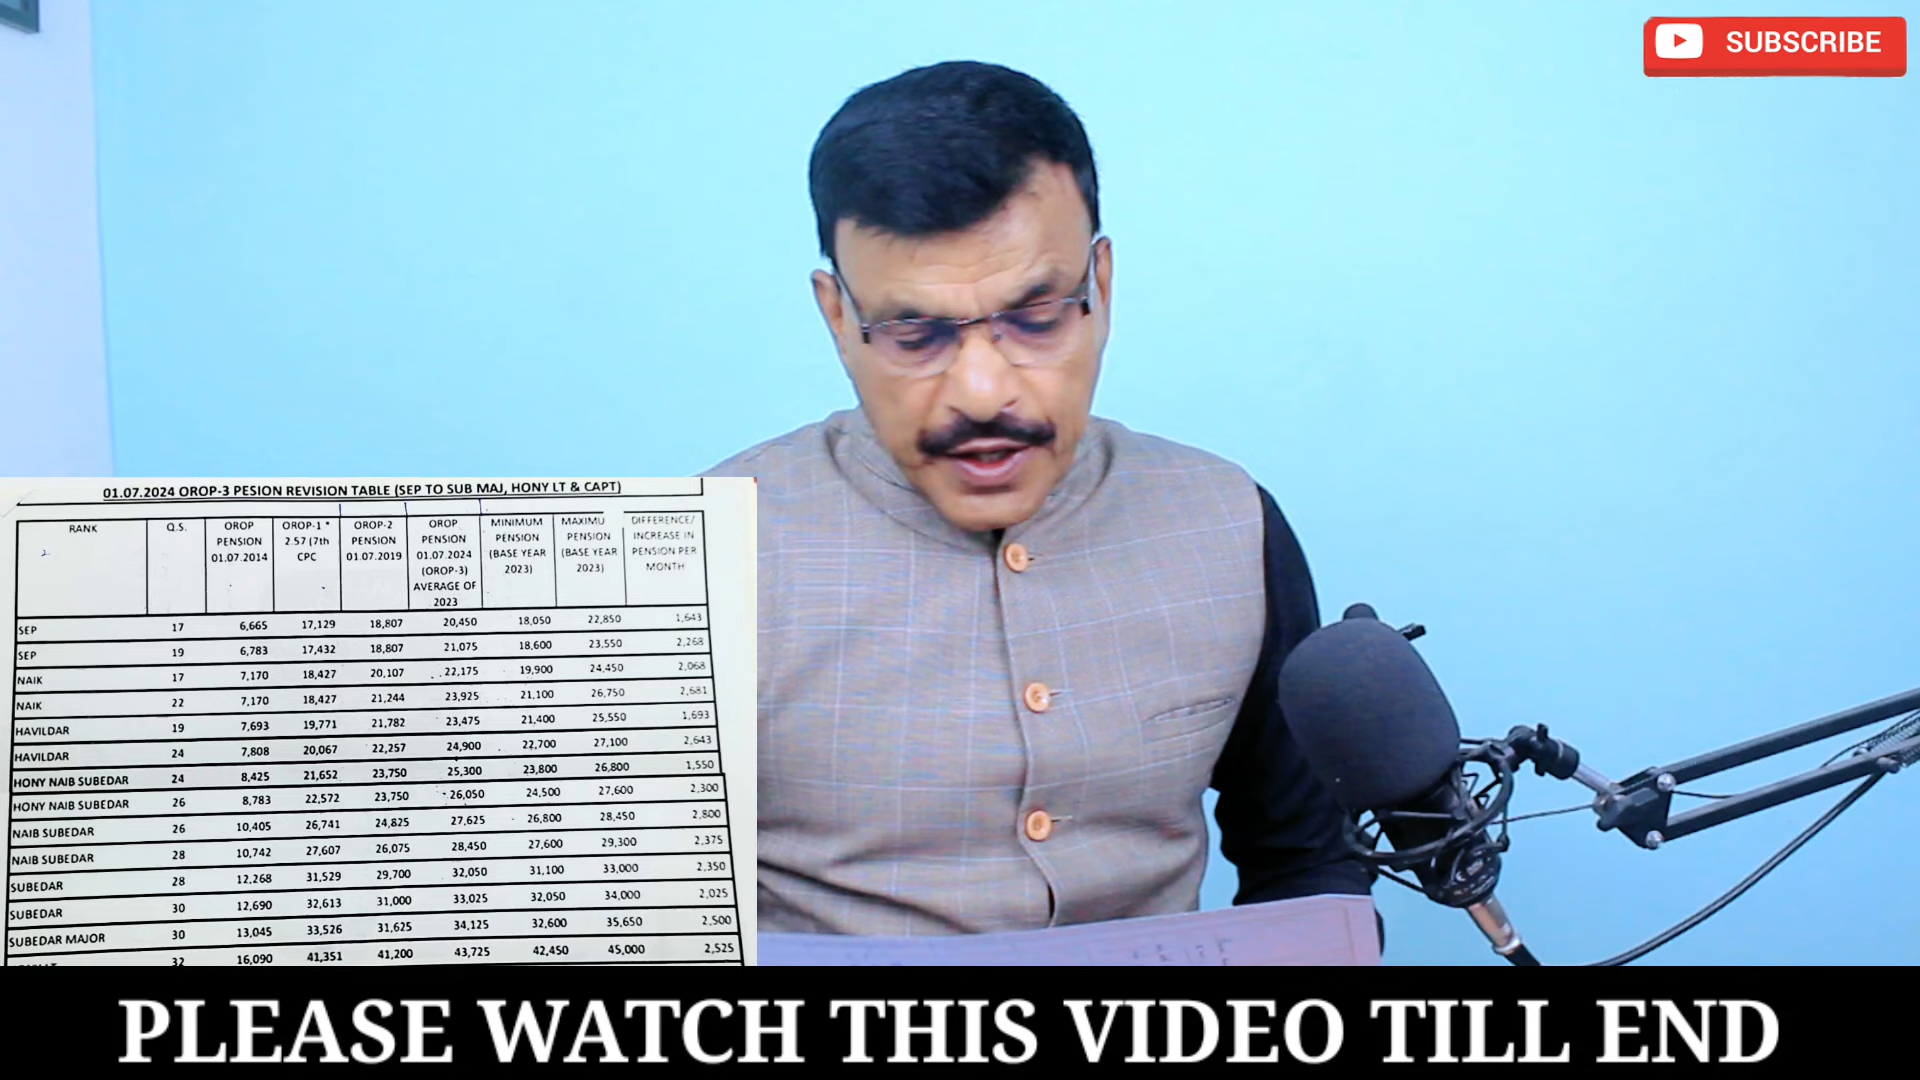 SUBSCRIBE
01.07.2024 OROP-3 PESION REVISION TABLE (SEP TO SUB MAJ, HONY LT & CAPT)
RANK Q.S. OROP OROP-1 * OROP-2 OROP MINIMUM MAXIMU DIFFERENCE/
PENSION 2.57 (7th PENSION PENSION PENSION PENSION INCREASE IN
01.07.2014 CPC 01.07.2019 01.07.2024 (BASE YEAR (BASE YEAR PENSION PER
(OROP-3) 2023) 2023) MONTH
AVERAGE OF
2023
SEP 17 6,665 17,129 18,807 20,450 18,050 22,850 1,643
SEP 19 6,783 17,432 18,807 21,075 18,600 23,550 2,268
NAIK 17 7,170 18,427 20,107 22,175 19,900 24,450 2,068
NAIK 22 7,170 18,427 21,244 23,925 21,100 26,750 2,681
HAVILDAR 19 7,693 19,771 21,782 23,475 21,400 25,550 1,693
HAVILDAR 24 7,808 20,067 22,257 24,900 22,700 27,100 2,643
HONY NAIB SUBEDAR 24 8,425 21,652 23,750 25,300 23,800 26,800 1,550
HONY NAIB SUBEDAR 26 8,783 22,572 23,750 26,050 24,500 27,600 2,300
NAIB SUBEDAR 26 10,405 26,741 24,825 27,625 26,800 28,450 2,800
NAIB SUBEDAR 28 10,742 27,607 26,075 28,450 27,600 29,300 2,375
SUBEDAR 28 12,268 31,529 29,700 32,050 31,100 33,000 2,350
SUBEDAR 30 12,690 32,613 31,000 33,025 32,050 34,000 2,025
SUBEDAR MAJOR 30 13,045 33,526 31,625 34,125 32,600 35,650 2,500
32 16,090 41,351 41,200 43,725 42,450 45,000 2,525
PLEASE WATCH THIS VIDEO TILL END